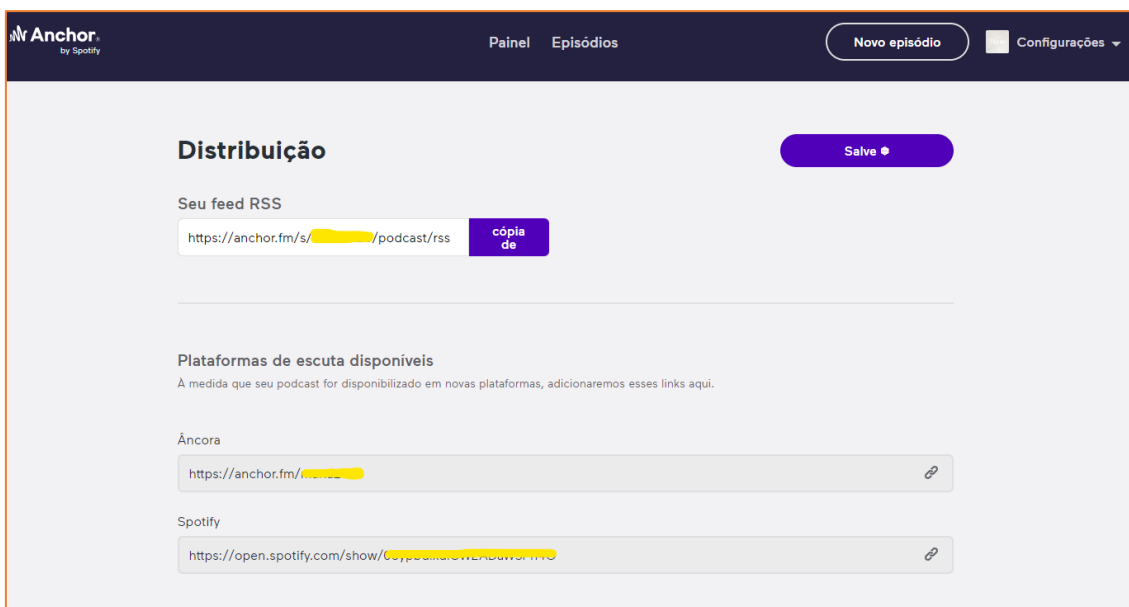 Anchor
by Spotify
Painel Episódios Novo episódio Configurações
Distribuição
Salve
Seu feed RSS
https://anchor.fm/s/ /podcast/rss
cópia
de
Plataformas de escuta disponíveis
À medida que seu podcast for disponibilizado em novas plataformas, adicionaremos esses links aqui.
Âncora
https://anchor.fm/
Spotify
https://open.spotify.com/show/